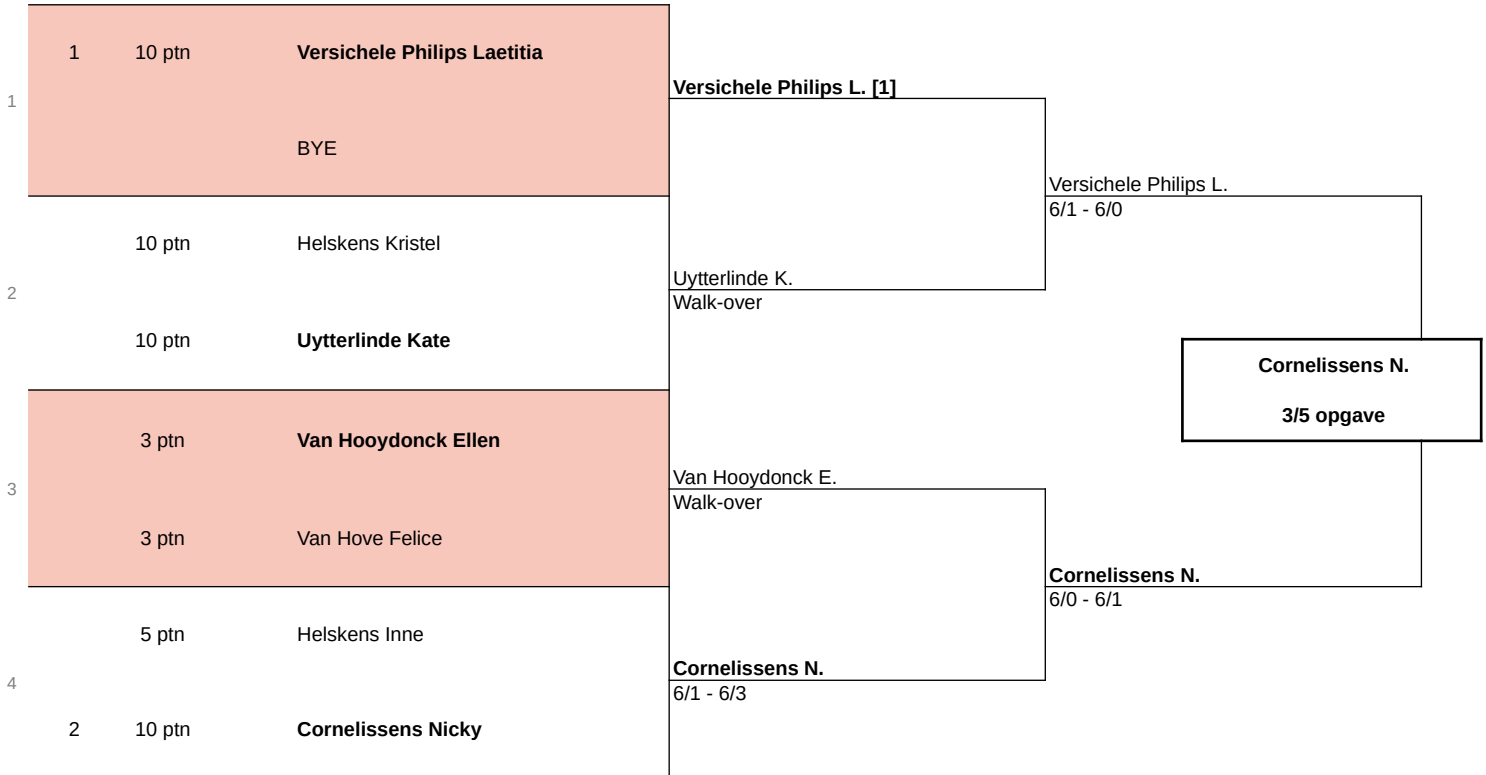 1 10 ptn Versichele Philips Laetitia
Versichele Philips L. [1]
1
BYE
Versichele Philips L.
6/1 - 6/0
10 ptn Helskens Kristel
Uytterlinde K.
2
Walk-over
10 ptn Uytterlinde Kate
Cornelissens N.
3/5 opgave
3 ptn Van Hooydonck Ellen
Van Hooydonck E.
3
Walk-over
3 ptn Van Hove Felice
Cornelissens N.
6/0 - 6/1
5 ptn Helskens Inne
Cornelissens N.
4
6/1 - 6/3
2 10 ptn Cornelissens Nicky